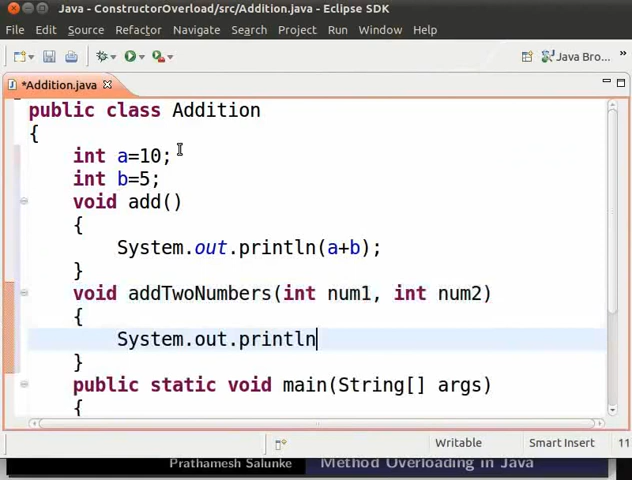 Java - ConstructorOverload/src/Addition.java - Eclipse SDK
File Edit Source Refactor Navigate Search Project Run Window Help
Java Bro...
*Addition.java
public class Addition
{
int a=10;
int b=5;
void add()
{
System.out.println(a+b);
}
void addTwoNumbers(int num1, int num2)
{
System.out.println
}
public static void main(String[] args)
{
Writable Smart Insert 11
Prathamesh Salunke Method Overloading in Java